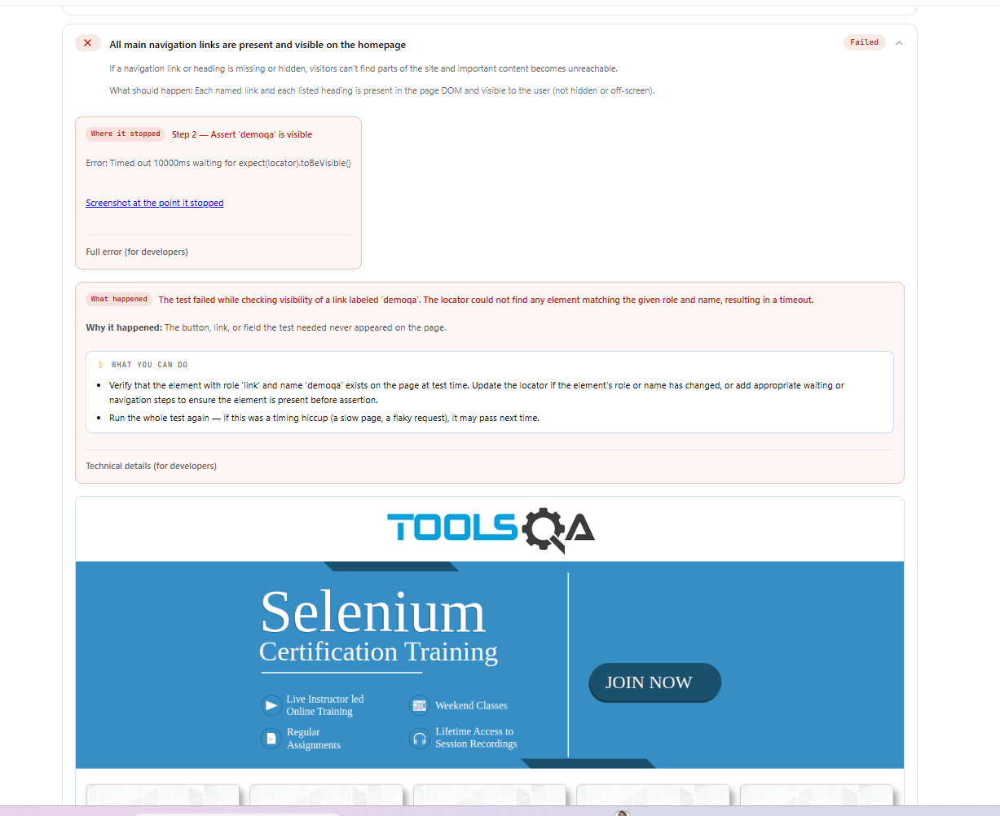 All main navigation links are present and visible on the homepage
Failed
If a navigation link or heading is missing or hidden, visitors can't find parts of the site and important content becomes unreachable.
What should happen: Each named link and each listed heading is present in the page DOM and visible to the user (not hidden or off-screen).
Where it stopped Step 2 — Assert 'demoqa' is visible
Error: Timed out 10000ms waiting for expect(locator).toBeVisible()
Screenshot at the point it stopped
Full error (for developers)
What happened The test failed while checking visibility of a link labeled 'demoqa'. The locator could not find any element matching the given role and name, resulting in a timeout.
Why it happened: The button, link, or field the test needed never appeared on the page.
WHAT YOU CAN DO
• Verify that the element with role 'link' and name 'demoqa' exists on the page at test time. Update the locator if the element's role or name has changed, or add appropriate waiting or
navigation steps to ensure the element is present before assertion.
• Run the whole test again — if this was a timing hiccup (a slow page, a flaky request), it may pass next time.
Technical details (for developers)
TOOLSQA
Selenium
Certification Training
Live Instructor led
Online Training
Weekend Classes
Regular
Assignments
Lifetime Access to
Session Recordings
JOIN NOW